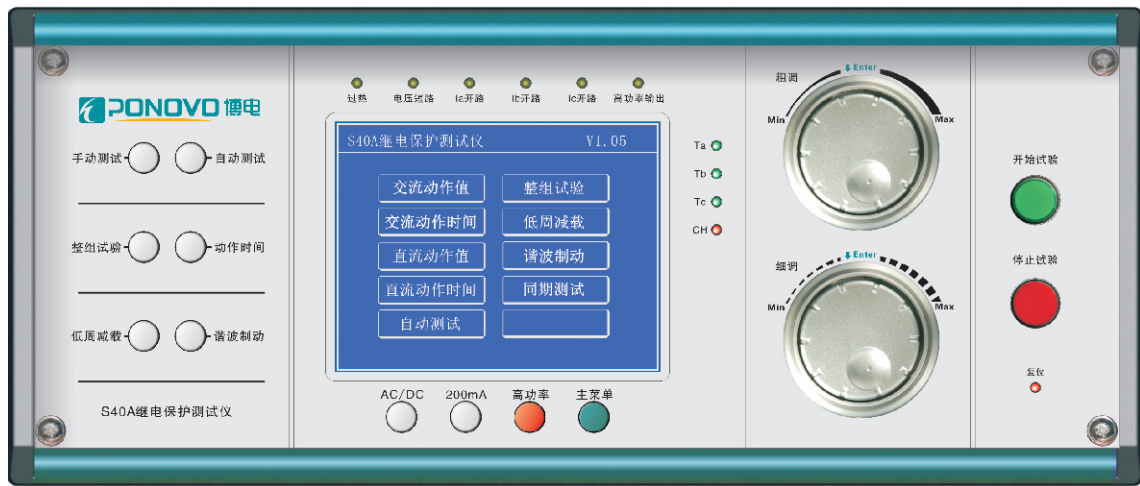 PONOVO 博电
手动测试 自动测试
整组试验 动作时间
低周减载 谐波制动
S40A继电保护测试仪
过热 电压短路 Ia开路 Ib开路 Ic开路 高功率输出
S40A继电保护测试仪 V1.05
交流动作值 整组试验
交流动作时间 低周减载
直流动作值 谐波制动
直流动作时间 同期测试
自动测试
Ta
Tb
Tc
CH
AC/DC 200mA 高功率 主菜单
粗调 Enter
Min Max
细调 Enter
Min Max
开始试验
停止试验
复位